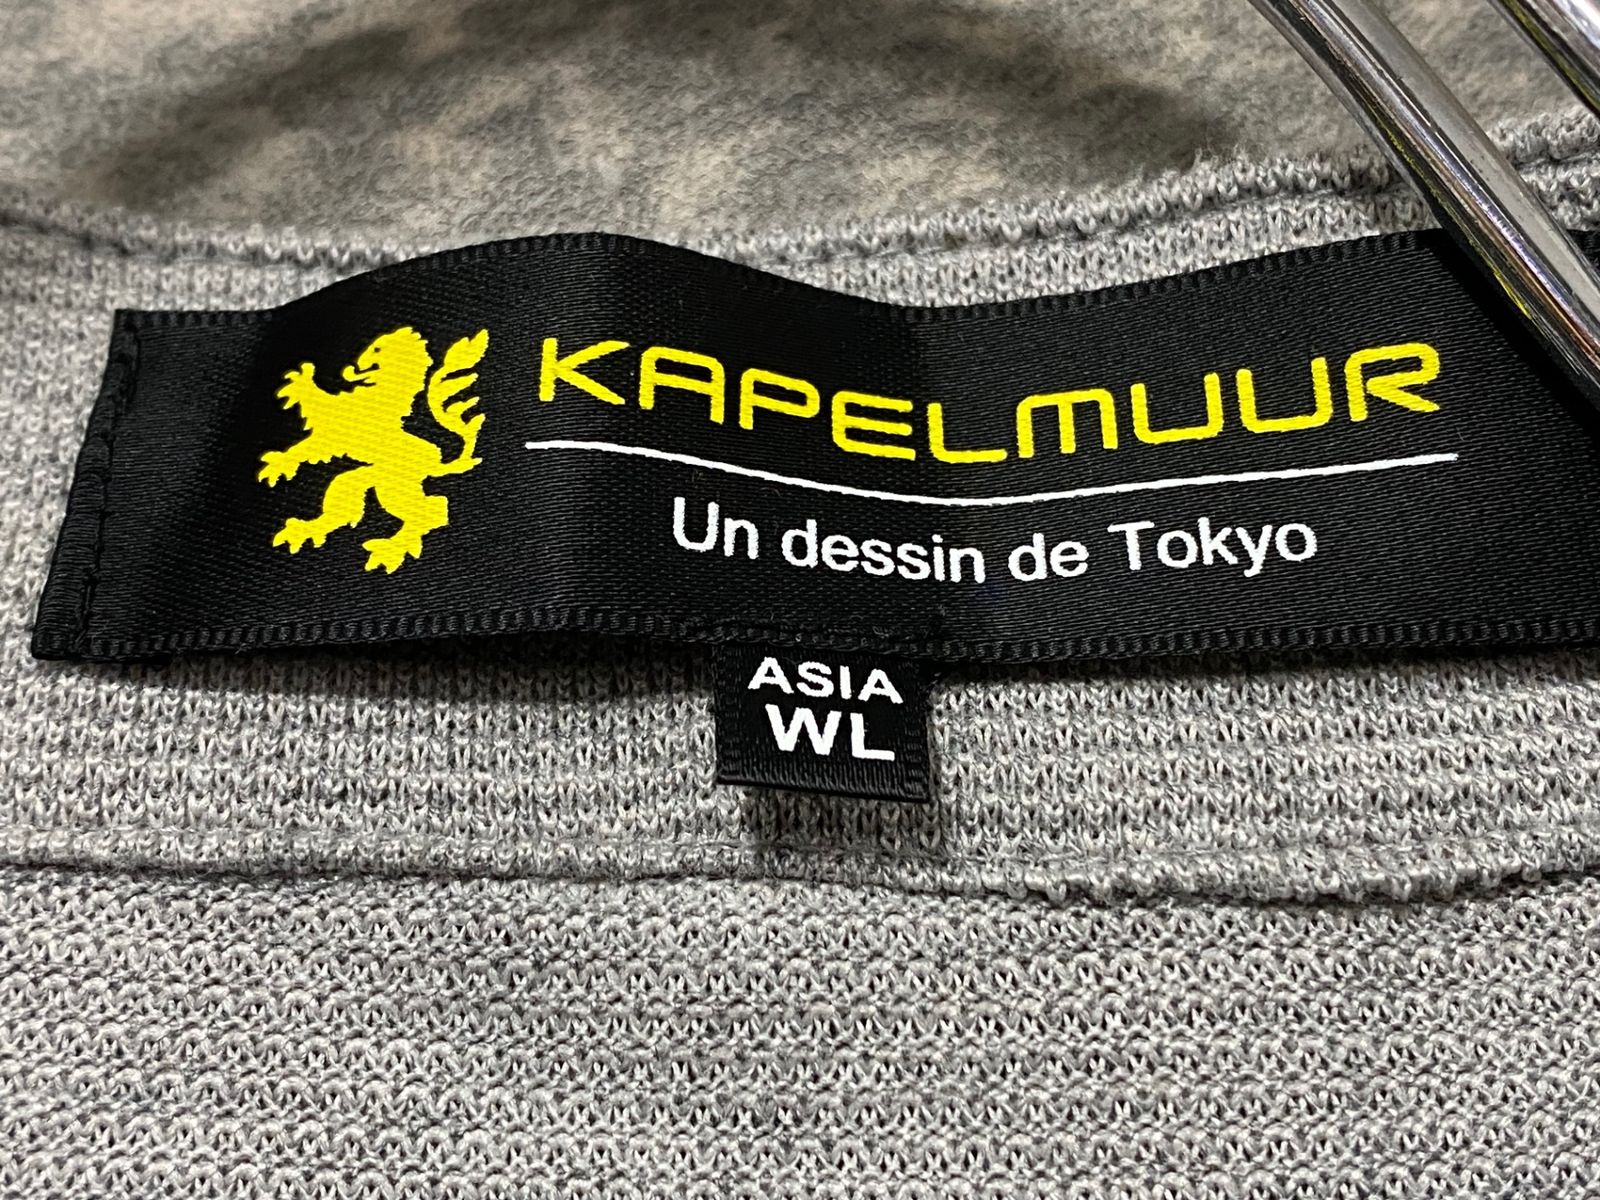 KAPELMUUR
Un dessin de Tokyo
ASIA
WL